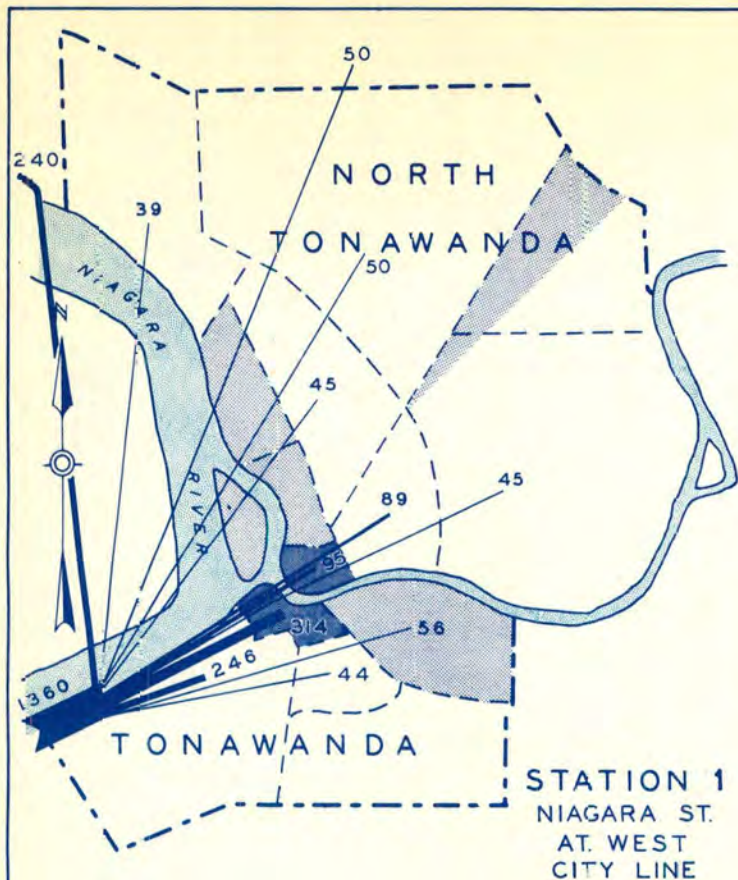 50
240
NORTH
39
TONAWANDA
50
NIAGARA
N
45
RIVER
89
45
95
314
56
246
44
1360
TONAWANDA
STATION 1
NIAGARA ST.
AT. WEST
CITY LINE